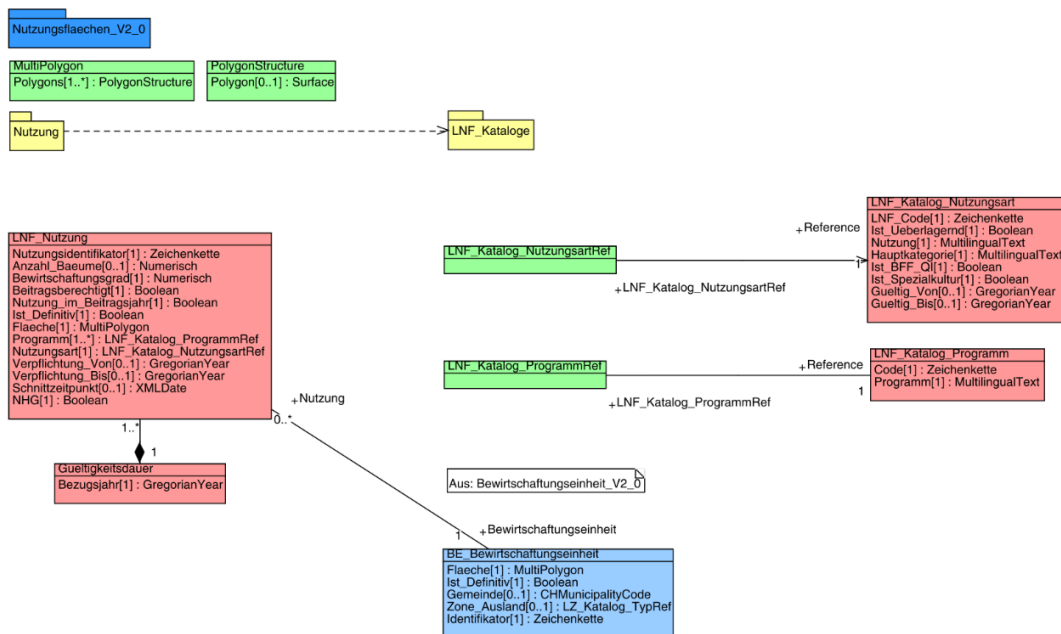 Nutzungsflaechen_V2_0
MultiPolygon
Polygons[1..*] : PolygonStructure
PolygonStructure
Polygon[0..1] : Surface
Nutzung
LNF_Kataloge
LNF_Nutzung
Nutzungsidentifikator[1] : Zeichenkette
Anzahl_Baeume[0..1] : Numerisch
Bewirtschaftungsgrad[1] : Numerisch
Beitragsberechtigt[1] : Boolean
Nutzung_im_Beitragsjahr[1] : Boolean
Ist_Definitiv[1] : Boolean
Flaeche[1] : MultiPolygon
Programm[1..*] : LNF_Katalog_ProgrammRef
Nutzungsart[1] : LNF_Katalog_NutzungsartRef
Verpflichtung_Von[0..1] : GregorianYear
Verpflichtung_Bis[0..1] : GregorianYear
Schnittzeitpunkt[0..1] : XMLDate
NHG[1] : Boolean
LNF_Katalog_NutzungsartRef
+Reference
1
+LNF_Katalog_NutzungsartRef
LNF_Katalog_Nutzungsart
LNF_Code[1] : Zeichenkette
Ist_Ueberlagernd[1] : Boolean
Nutzung[1] : MultilingualText
Hauptkategorie[1] : MultilingualText
Ist_BFF_QI[1] : Boolean
Ist_Spezialkultur[1] : Boolean
Gueltig_Von[0..1] : GregorianYear
Gueltig_Bis[0..1] : GregorianYear
LNF_Katalog_ProgrammRef
+Reference
1
+LNF_Katalog_ProgrammRef
LNF_Katalog_Programm
Code[1] : Zeichenkette
Programm[1] : MultilingualText
+Nutzung
0..*
1..*
1
Gueltigkeitsdauer
Bezugsjahr[1] : GregorianYear
Aus: Bewirtschaftungseinheit_V2_0
+Bewirtschaftungseinheit
1
BE_Bewirtschaftungseinheit
Flaeche[1] : MultiPolygon
Ist_Definitiv[1] : Boolean
Gemeinde[0..1] : CHMunicipalityCode
Zone_Ausland[0..1] : LZ_Katalog_TypRef
Identifikator[1] : Zeichenkette